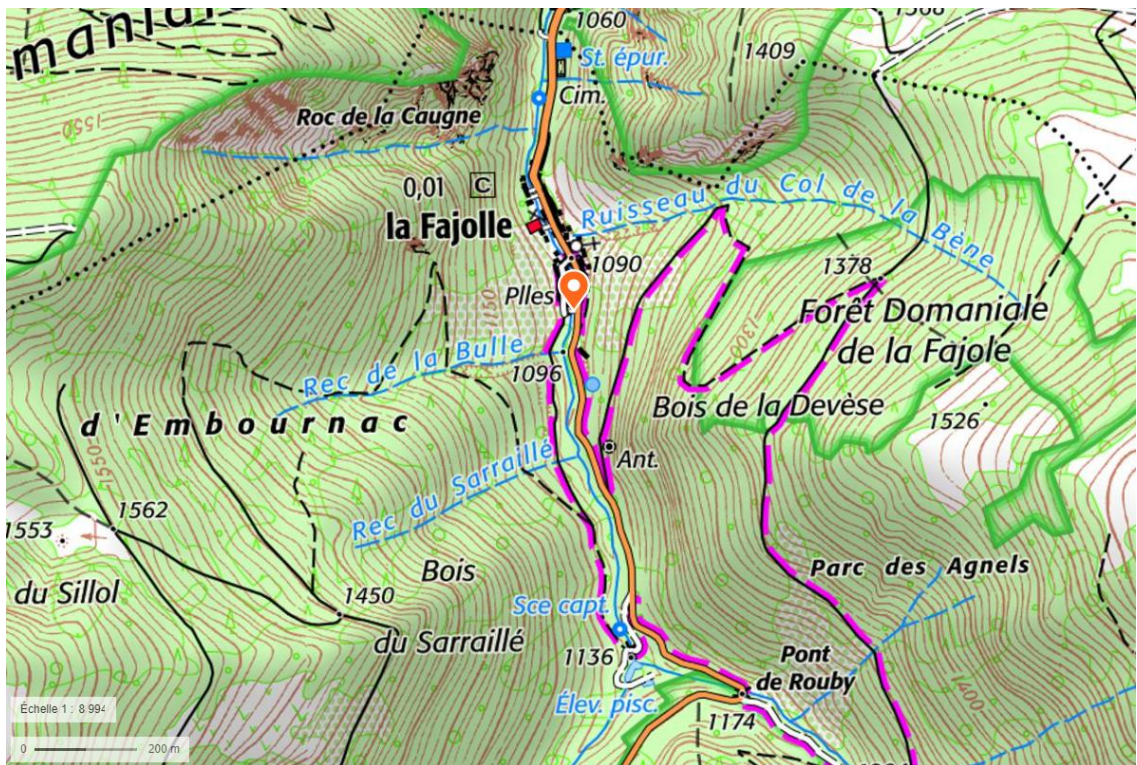 1060
1409
St. épur.
Cim.
1550
Roc de la Caugne
0,01
C
la Fajolle
Ruisseau du Col de la Bène
1090
1378
Plles
1160
Forêt Domaniale
de la Fajole
1300
Rec de la Bulle
1096
Bois de la Devèse
1526
d'Embournac
Ant.
1550
Rec du Sarraillé
1562
1553
Parc des Agnels
Bois
du Sillol
1450
Sce capt.
du Sarraillé
1136
Pont
de Rouby
Élev. pisc.
1174
1400
Échelle 1 : 8 994
0
200 m